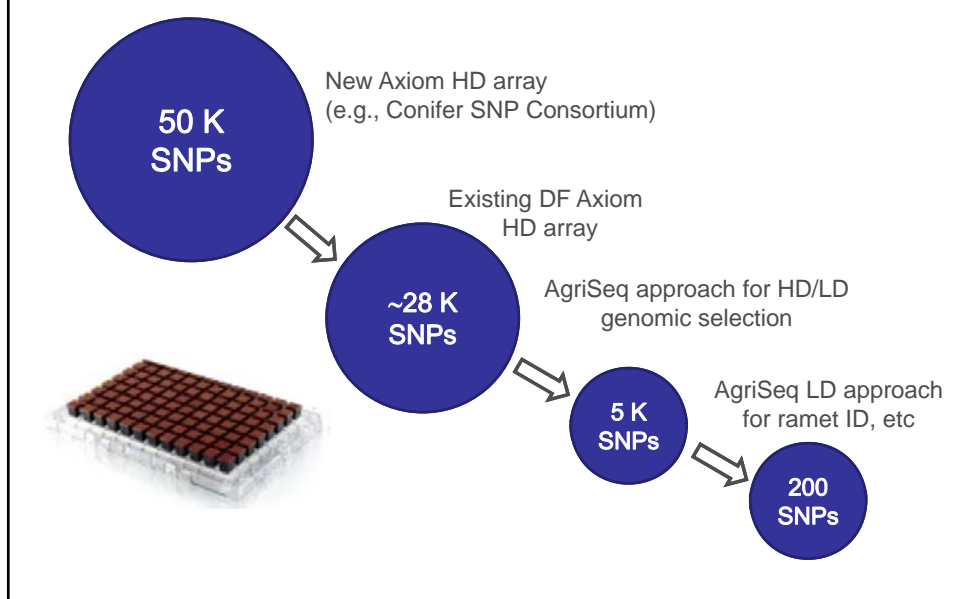 New Axiom HD array
(e.g., Conifer SNP Consortium)
50 K
SNPs
Existing DF Axiom
HD array
~28 K
SNPs
AgriSeq approach for HD/LD
genomic selection
5 K
SNPs
AgriSeq LD approach
for ramet ID, etc
200
SNPs